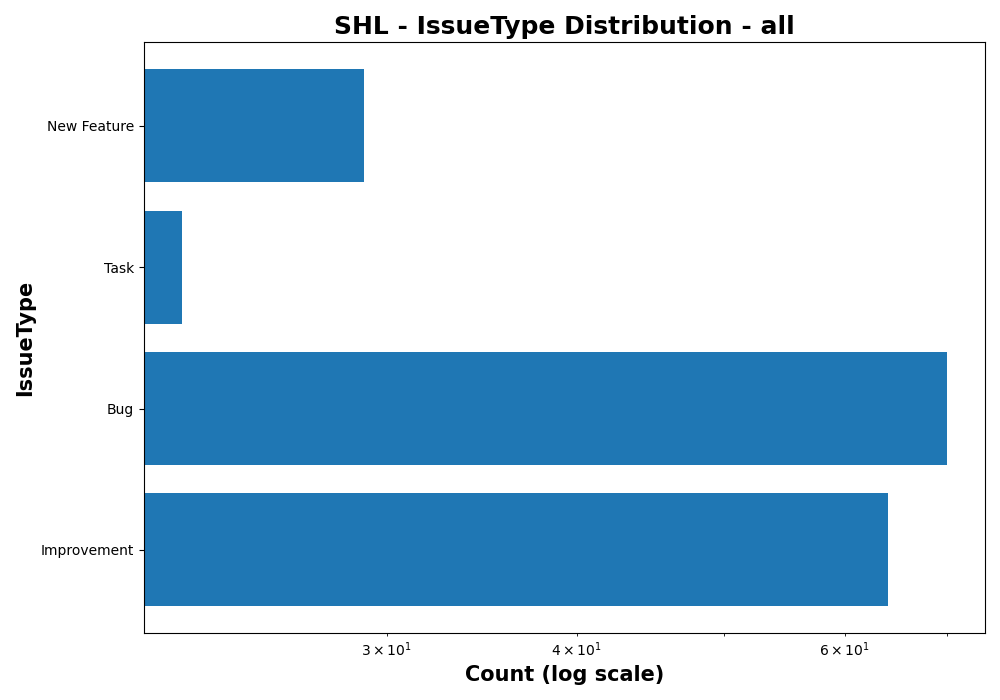 SHL - IssueType Distribution - all
New Feature
Task
Bug
Improvement
IssueType
3 × 10¹
4 × 10¹
6 × 10¹
Count (log scale)